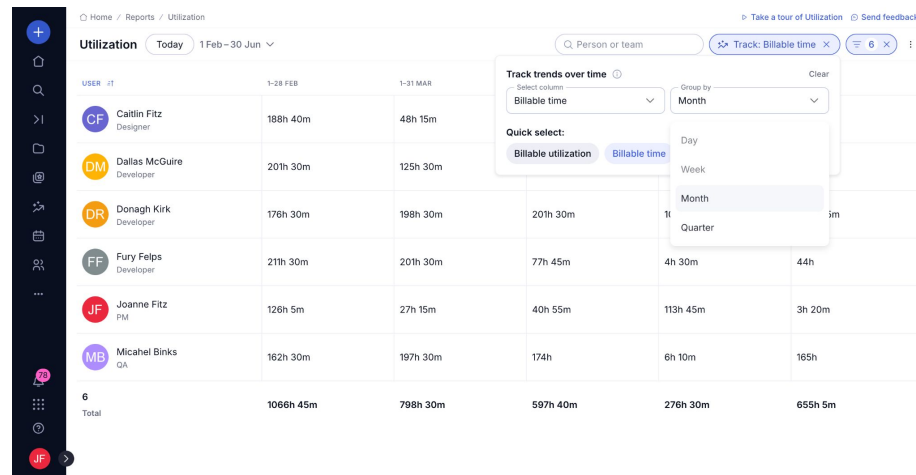 Home / Reports / Utilization
Take a tour of Utilization
Send feedback
Utilization
Today
1 Feb – 30 Jun
Person or team
Track: Billable time
6
USER
1–28 FEB
1–31 MAR
Track trends over time
Clear
Select column
Billable time
Group by
Month
Quick select:
Billable utilization
Billable time
Day
Week
Month
Quarter
CF
Caitlin Fitz
Designer
188h 40m
48h 15m
DM
Dallas McGuire
Developer
201h 30m
125h 30m
DR
Donagh Kirk
Developer
176h 30m
198h 30m
201h 30m
FF
Fury Felps
Developer
211h 30m
201h 30m
77h 45m
4h 30m
44h
JF
Joanne Fitz
PM
126h 5m
27h 15m
40h 55m
113h 45m
3h 20m
MB
Micahel Binks
QA
162h 30m
197h 30m
174h
6h 10m
165h
6
Total
1066h 45m
798h 30m
597h 40m
276h 30m
655h 5m
78
JF